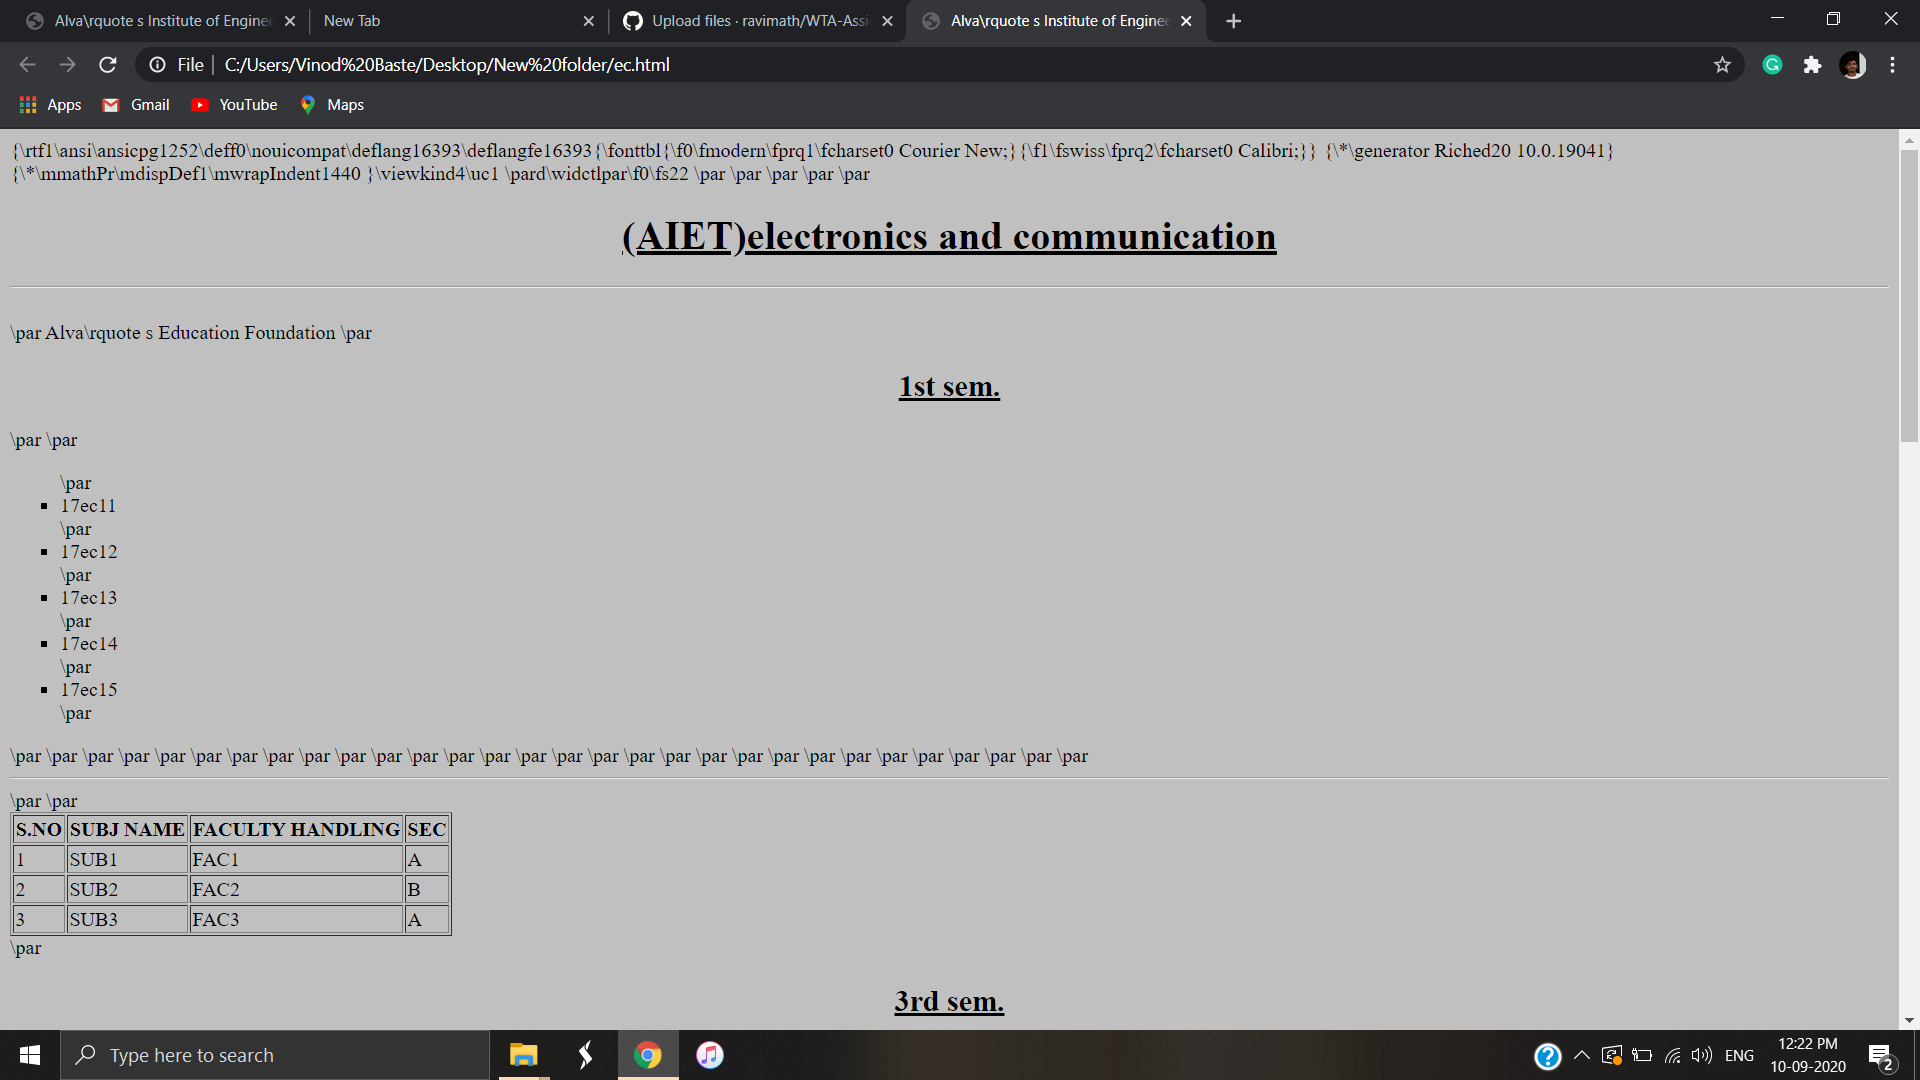 Alva\rquote s Institute of Enginee
New Tab
Upload files · ravimath/WTA-Assi
Alva\rquote s Institute of Enginee
File
C:/Users/Vinod%20Baste/Desktop/New%20folder/ec.html
Apps
Gmail
YouTube
Maps
{\rtf1\ansi\ansicpg1252\deff0\nouicompat\deflang16393\deflangfe16393{\fonttbl{\f0\fmodern\fprq1\fcharset0 Courier New;}{\f1\fswiss\fprq2\fcharset0 Calibri;}} {\*\generator Riched20 10.0.19041}
{\*\mmathPr\mdispDef1\mwrapIndent1440 }\viewkind4\uc1 \pard\widctlpar\f0\fs22 \par \par \par \par \par
(AIET)electronics and communication
\par Alva\rquote s Education Foundation \par
1st sem.
\par \par
\par
17ec11
\par
17ec12
\par
17ec13
\par
17ec14
\par
17ec15
\par
\par \par \par \par \par \par \par \par \par \par \par \par \par \par \par \par \par \par \par \par \par \par \par \par \par \par \par \par \par \par
\par \par
S.NO SUBJ NAME FACULTY HANDLING SEC
1 SUB1 FAC1 A
2 SUB2 FAC2 B
3 SUB3 FAC3 A
\par
3rd sem.
Type here to search
ENG
12:22 PM
10-09-2020
2